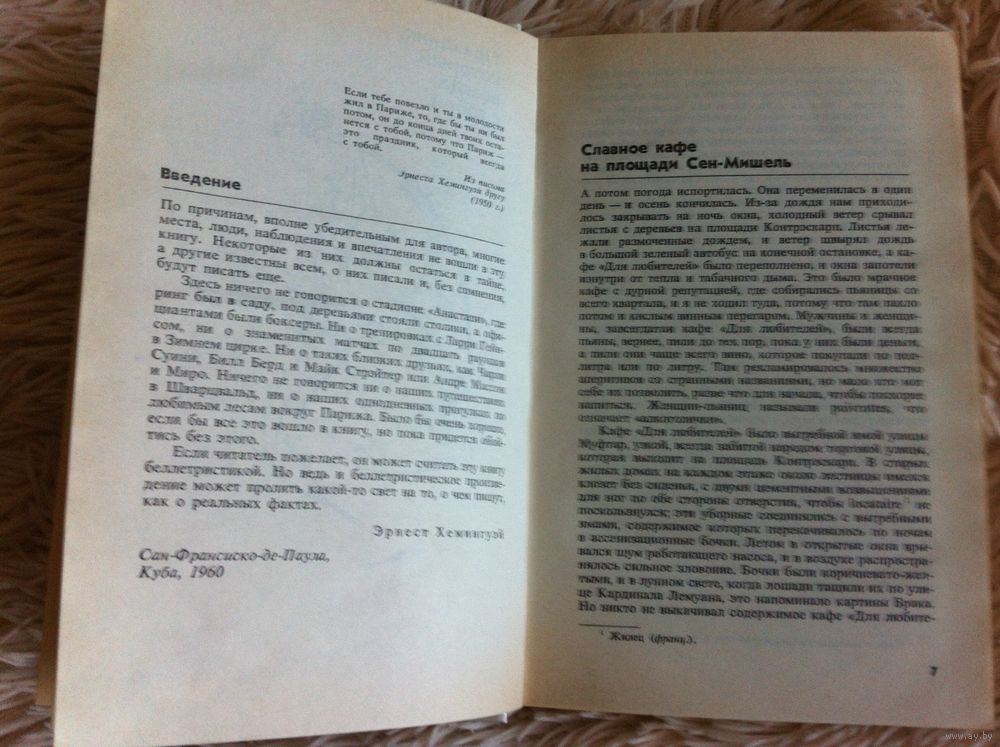 Если тебе повезло и ты в молодости
жил в Париже, то, где бы ты ни был
потом, он до конца дней твоих оста-
нется с тобой, потому что Париж —
это праздник, который всегда
с тобой.
Из письма
Эрнеста Хемингуэя другу
(1950 г.)
Введение
По причинам, вполне убедительным для автора, многие
места, люди, наблюдения и впечатления не вошли в эту
книгу. Некоторые из них должны остаться в тайне,
а другие известны всем, о них писали и, без сомнения,
будут писать еще.
Здесь ничего не говорится о стадионе «Анастази», где
ринг был в саду, под деревьями стояли столики, а офи-
циантами были боксеры. Ни о тренировках с Ларри Гейн-
сом, ни о знаменитых матчах по двадцать раундов
в Зимнем цирке. Ни о таких близких друзьях, как Чарли
Суини, Билл Берд и Майк Стрейтер или Андре Массон
и Миро. Ничего не говорится ни о наших путешествиях
в Шварцвальд, ни о наших однодневных прогулках по
любимым лесам вокруг Парижа. Было бы очень хорошо,
если бы все это вошло в книгу, но пока придется обой-
тись без этого.
Если читатель пожелает, он может считать эту книгу
беллетристикой. Но ведь и беллетристическое произве-
дение может пролить какой-то свет на то, о чем пишут,
как о реальных фактах.
Эрнест Хемингуэй
Сан-Франсиско-де-Паула,
Куба, 1960
Славное кафе
на площади Сен-Мишель
А потом погода испортилась. Она переменилась в один
день — и осень кончилась. Из-за дождя нам приходи-
лось закрывать на ночь окна, холодный ветер срывал
листья с деревьев на площади Контрэскарп. Листья ле-
жали размоченные дождем, и ветер швырял дождь
в большой зеленый автобус на конечной остановке, а ка-
фе «Для любителей» было переполнено, и окна запотели
изнутри от тепла и табачного дыма. Это было мрачное
кафе с дурной репутацией, где собирались пьяницы со
всего квартала, и я не ходил туда, потому что там пахло
потом и кислым винным перегаром. Мужчины и женщи-
ны, завсегдатаи кафе «Для любителей», были всегда
пьяны, вернее, пили до тех пор, пока у них были деньги,
а пили они чаще всего вино, которое покупали по пол-
литра или по литру. Там рекламировалось множество
аперитивов со странными названиями, но мало кто мог
себе их позволить, разве что для начала, чтобы поскорее
напиться. Женщин-пьяниц называли poivrottes, что
означает «алкоголички».
Кафе «Для любителей» было выгребной ямой улицы
Муфтар, узкой, всегда забитой народом торговой улицы,
которая выходит на площадь Контрэскарп. В старых
жилых домах на каждом этаже около лестницы имелся
клозет без сиденья, с двумя цементными возвышениями
для ног по обе стороны отверстия, чтобы locataire ¹ не
поскользнулся; эти уборные соединялись с выгребными
ямами, содержимое которых перекачивалось по ночам
в ассенизационные бочки. Летом в открытые окна вры-
вался шум работающего насоса, и в воздухе распростра-
нялось сильное зловоние. Бочки были коричневато-жел-
тыми, и в лунном свете, когда лошади тащили их по ули-
це Кардинала Лемуана, это напоминало картины Брака.
Но никто не выкачивал содержимое кафе «Для любите-
¹ Жилец (франц.).
7
www.ay.by